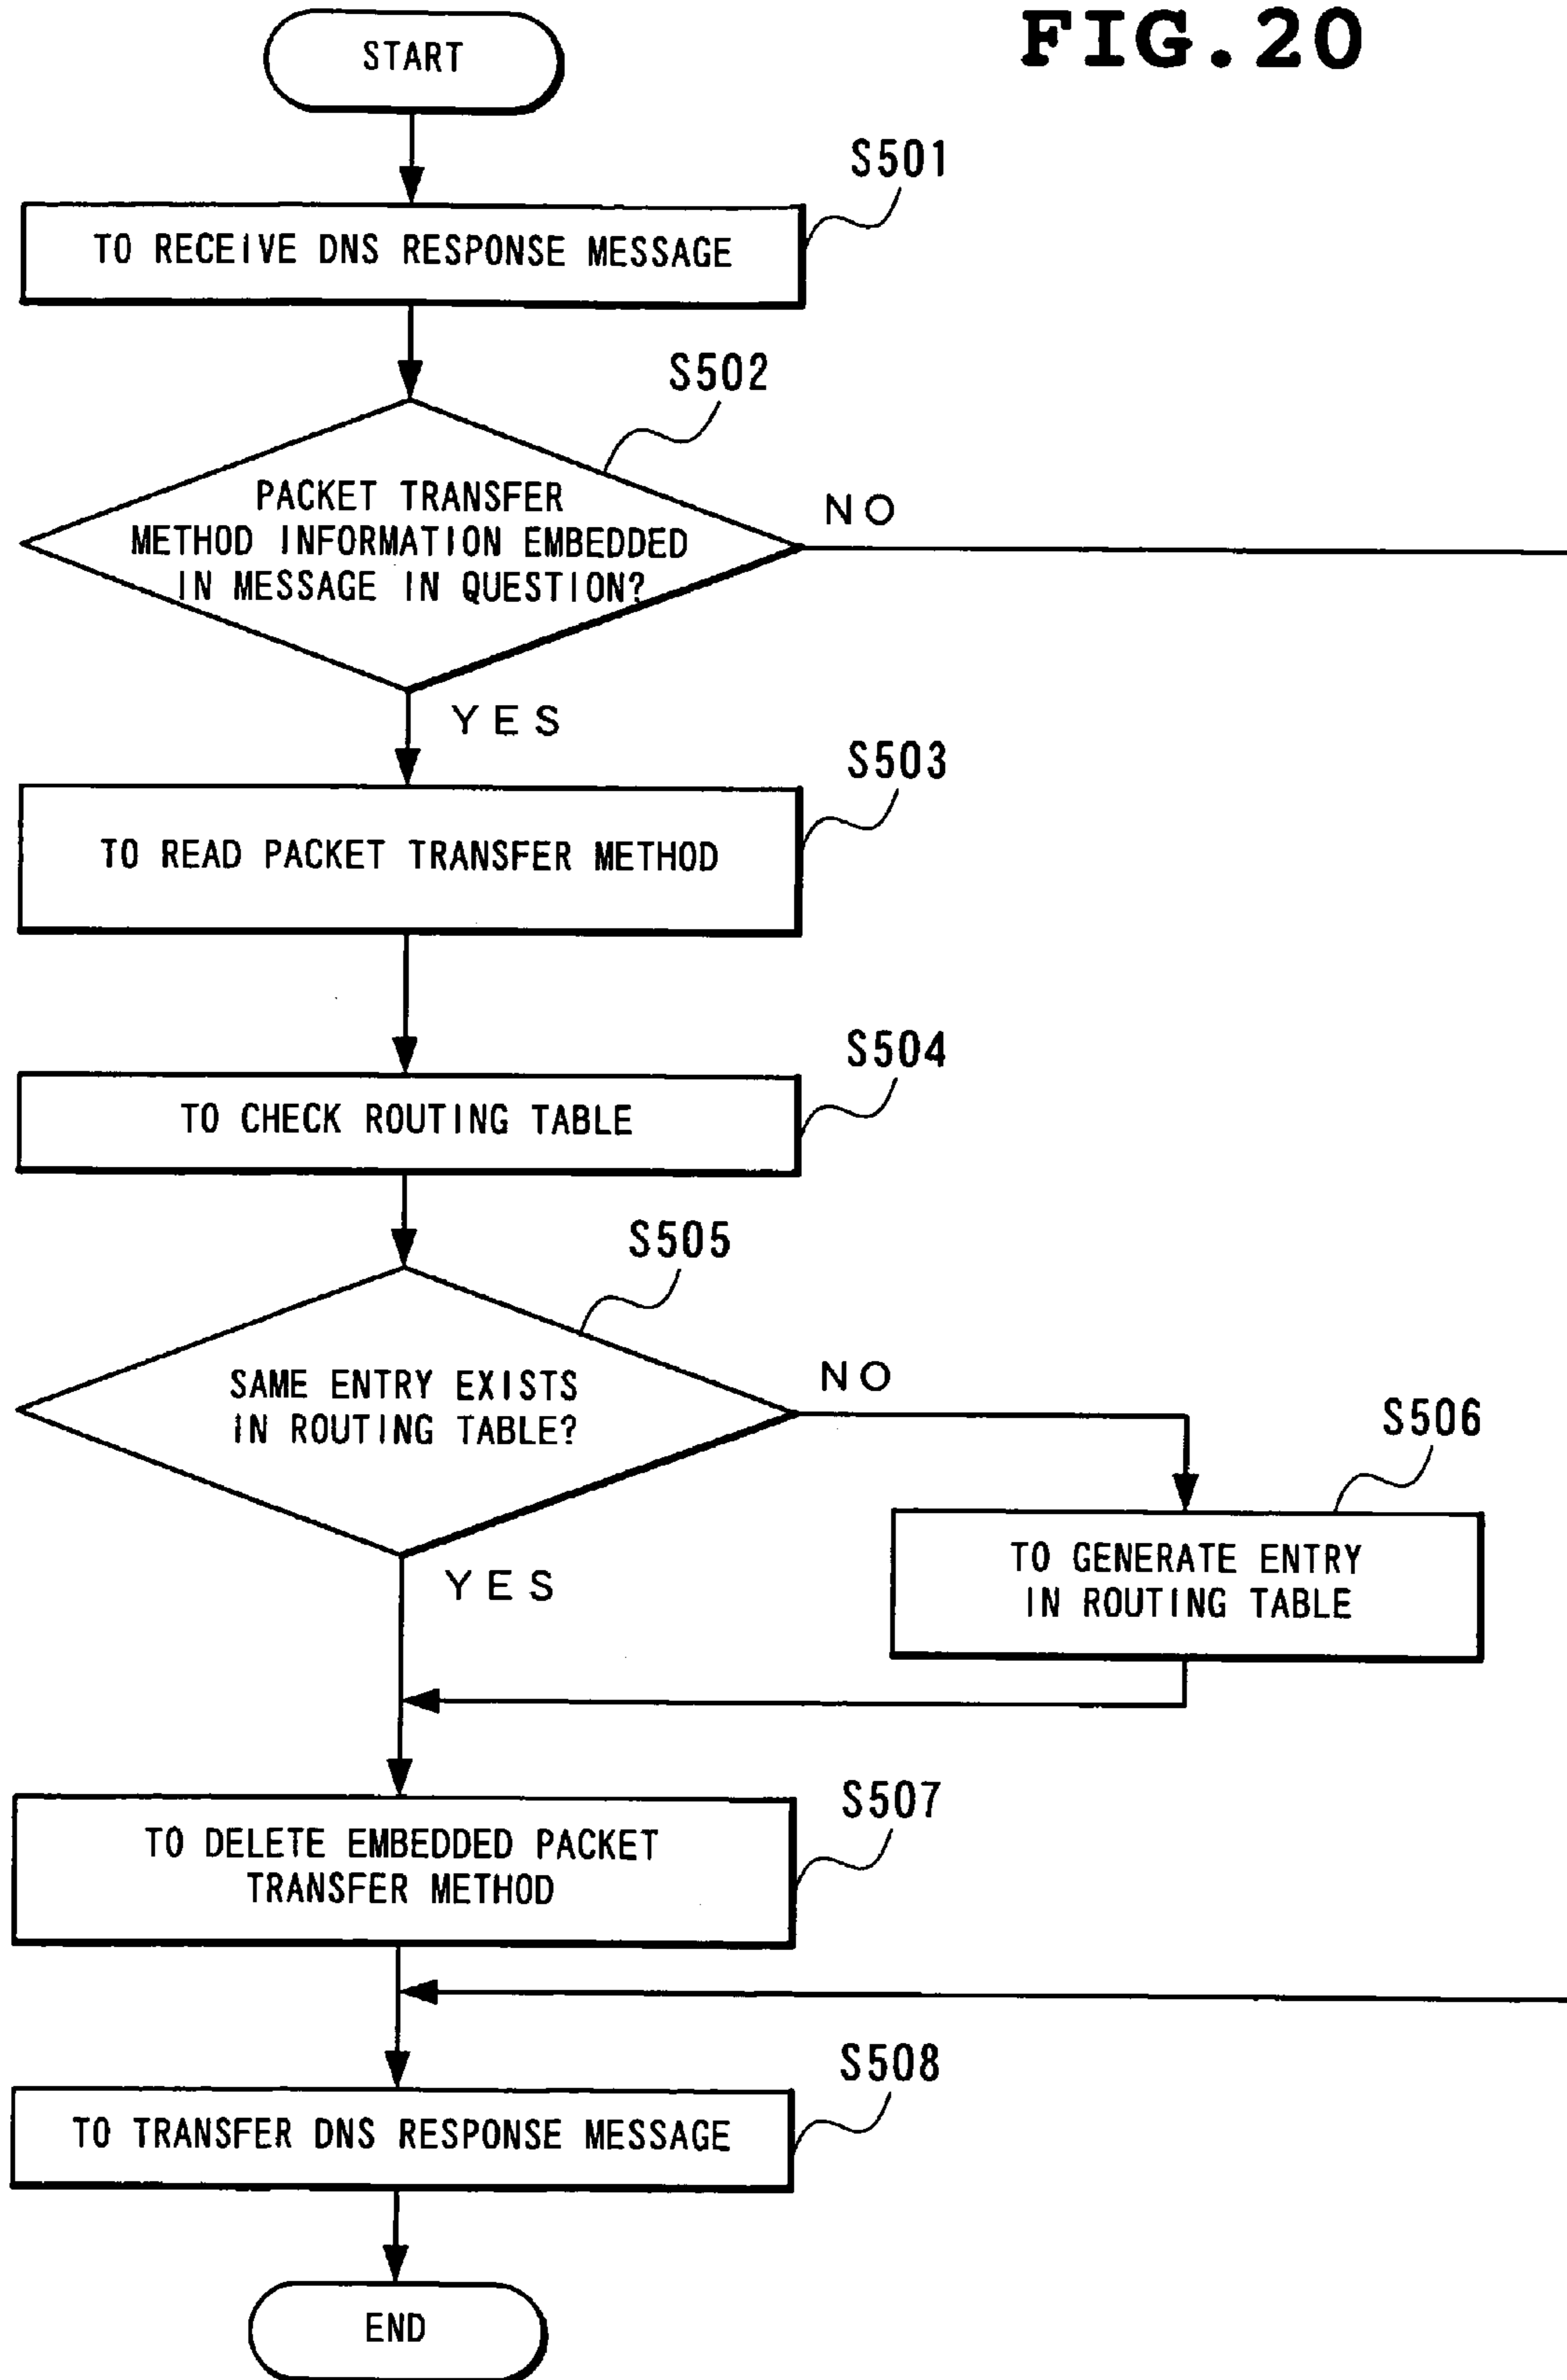 FIG.20
START
S501
TO RECEIVE DNS RESPONSE MESSAGE
S502
PACKET TRANSFER
METHOD INFORMATION EMBEDDED
IN MESSAGE IN QUESTION?
NO
YES
S503
TO READ PACKET TRANSFER METHOD
S504
TO CHECK ROUTING TABLE
S505
SAME ENTRY EXISTS
IN ROUTING TABLE?
NO
YES
S506
TO GENERATE ENTRY
IN ROUTING TABLE
S507
TO DELETE EMBEDDED PACKET
TRANSFER METHOD
S508
TO TRANSFER DNS RESPONSE MESSAGE
END